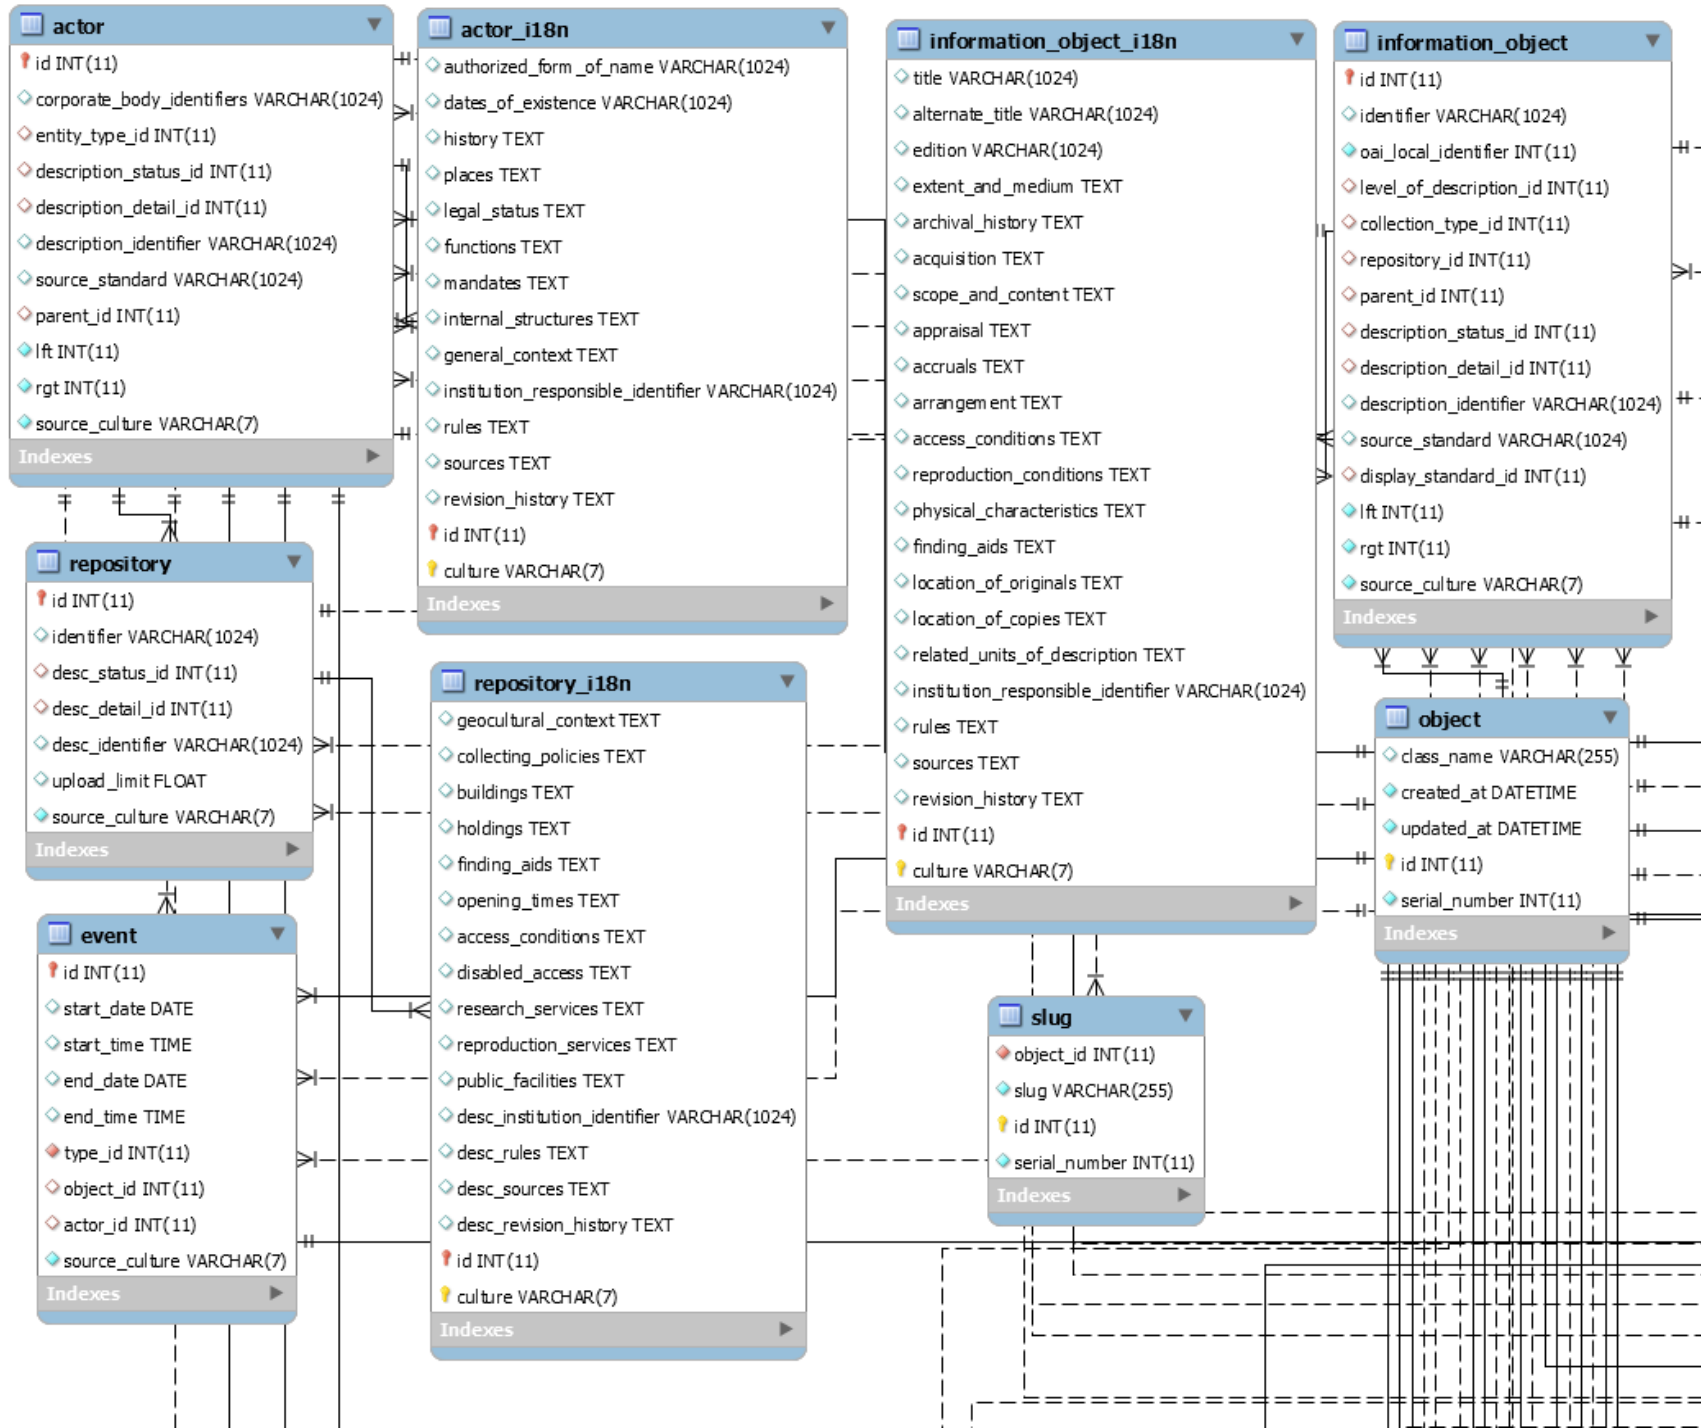 actor
id INT(11)
corporate_body_identifiers VARCHAR(1024)
entity_type_id INT(11)
description_status_id INT(11)
description_detail_id INT(11)
description_identifier VARCHAR(1024)
source_standard VARCHAR(1024)
parent_id INT(11)
lft INT(11)
rgt INT(11)
source_culture VARCHAR(7)
Indexes
actor_i18n
authorized_form_of_name VARCHAR(1024)
dates_of_existence VARCHAR(1024)
history TEXT
places TEXT
legal_status TEXT
functions TEXT
mandates TEXT
internal_structures TEXT
general_context TEXT
institution_responsible_identifier VARCHAR(1024)
rules TEXT
sources TEXT
revision_history TEXT
id INT(11)
culture VARCHAR(7)
Indexes
information_object_i18n
title VARCHAR(1024)
alternate_title VARCHAR(1024)
edition VARCHAR(1024)
extent_and_medium TEXT
archival_history TEXT
acquisition TEXT
scope_and_content TEXT
appraisal TEXT
accruals TEXT
arrangement TEXT
access_conditions TEXT
reproduction_conditions TEXT
physical_characteristics TEXT
finding_aids TEXT
location_of_originals TEXT
location_of_copies TEXT
related_units_of_description TEXT
institution_responsible_identifier VARCHAR(1024)
rules TEXT
sources TEXT
revision_history TEXT
id INT(11)
culture VARCHAR(7)
Indexes
information_object
id INT(11)
identifier VARCHAR(1024)
oai_local_identifier INT(11)
level_of_description_id INT(11)
collection_type_id INT(11)
repository_id INT(11)
parent_id INT(11)
description_status_id INT(11)
description_detail_id INT(11)
description_identifier VARCHAR(1024)
source_standard VARCHAR(1024)
display_standard_id INT(11)
lft INT(11)
rgt INT(11)
source_culture VARCHAR(7)
Indexes
repository
id INT(11)
identifier VARCHAR(1024)
desc_status_id INT(11)
desc_detail_id INT(11)
desc_identifier VARCHAR(1024)
upload_limit FLOAT
source_culture VARCHAR(7)
Indexes
repository_i18n
geocultural_context TEXT
collecting_policies TEXT
buildings TEXT
holdings TEXT
finding_aids TEXT
opening_times TEXT
access_conditions TEXT
disabled_access TEXT
research_services TEXT
reproduction_services TEXT
public_facilities TEXT
desc_institution_identifier VARCHAR(1024)
desc_rules TEXT
desc_sources TEXT
desc_revision_history TEXT
id INT(11)
culture VARCHAR(7)
Indexes
object
class_name VARCHAR(255)
created_at DATETIME
updated_at DATETIME
id INT(11)
serial_number INT(11)
Indexes
event
id INT(11)
start_date DATE
start_time TIME
end_date DATE
end_time TIME
type_id INT(11)
object_id INT(11)
actor_id INT(11)
source_culture VARCHAR(7)
Indexes
slug
object_id INT(11)
slug VARCHAR(255)
id INT(11)
serial_number INT(11)
Indexes